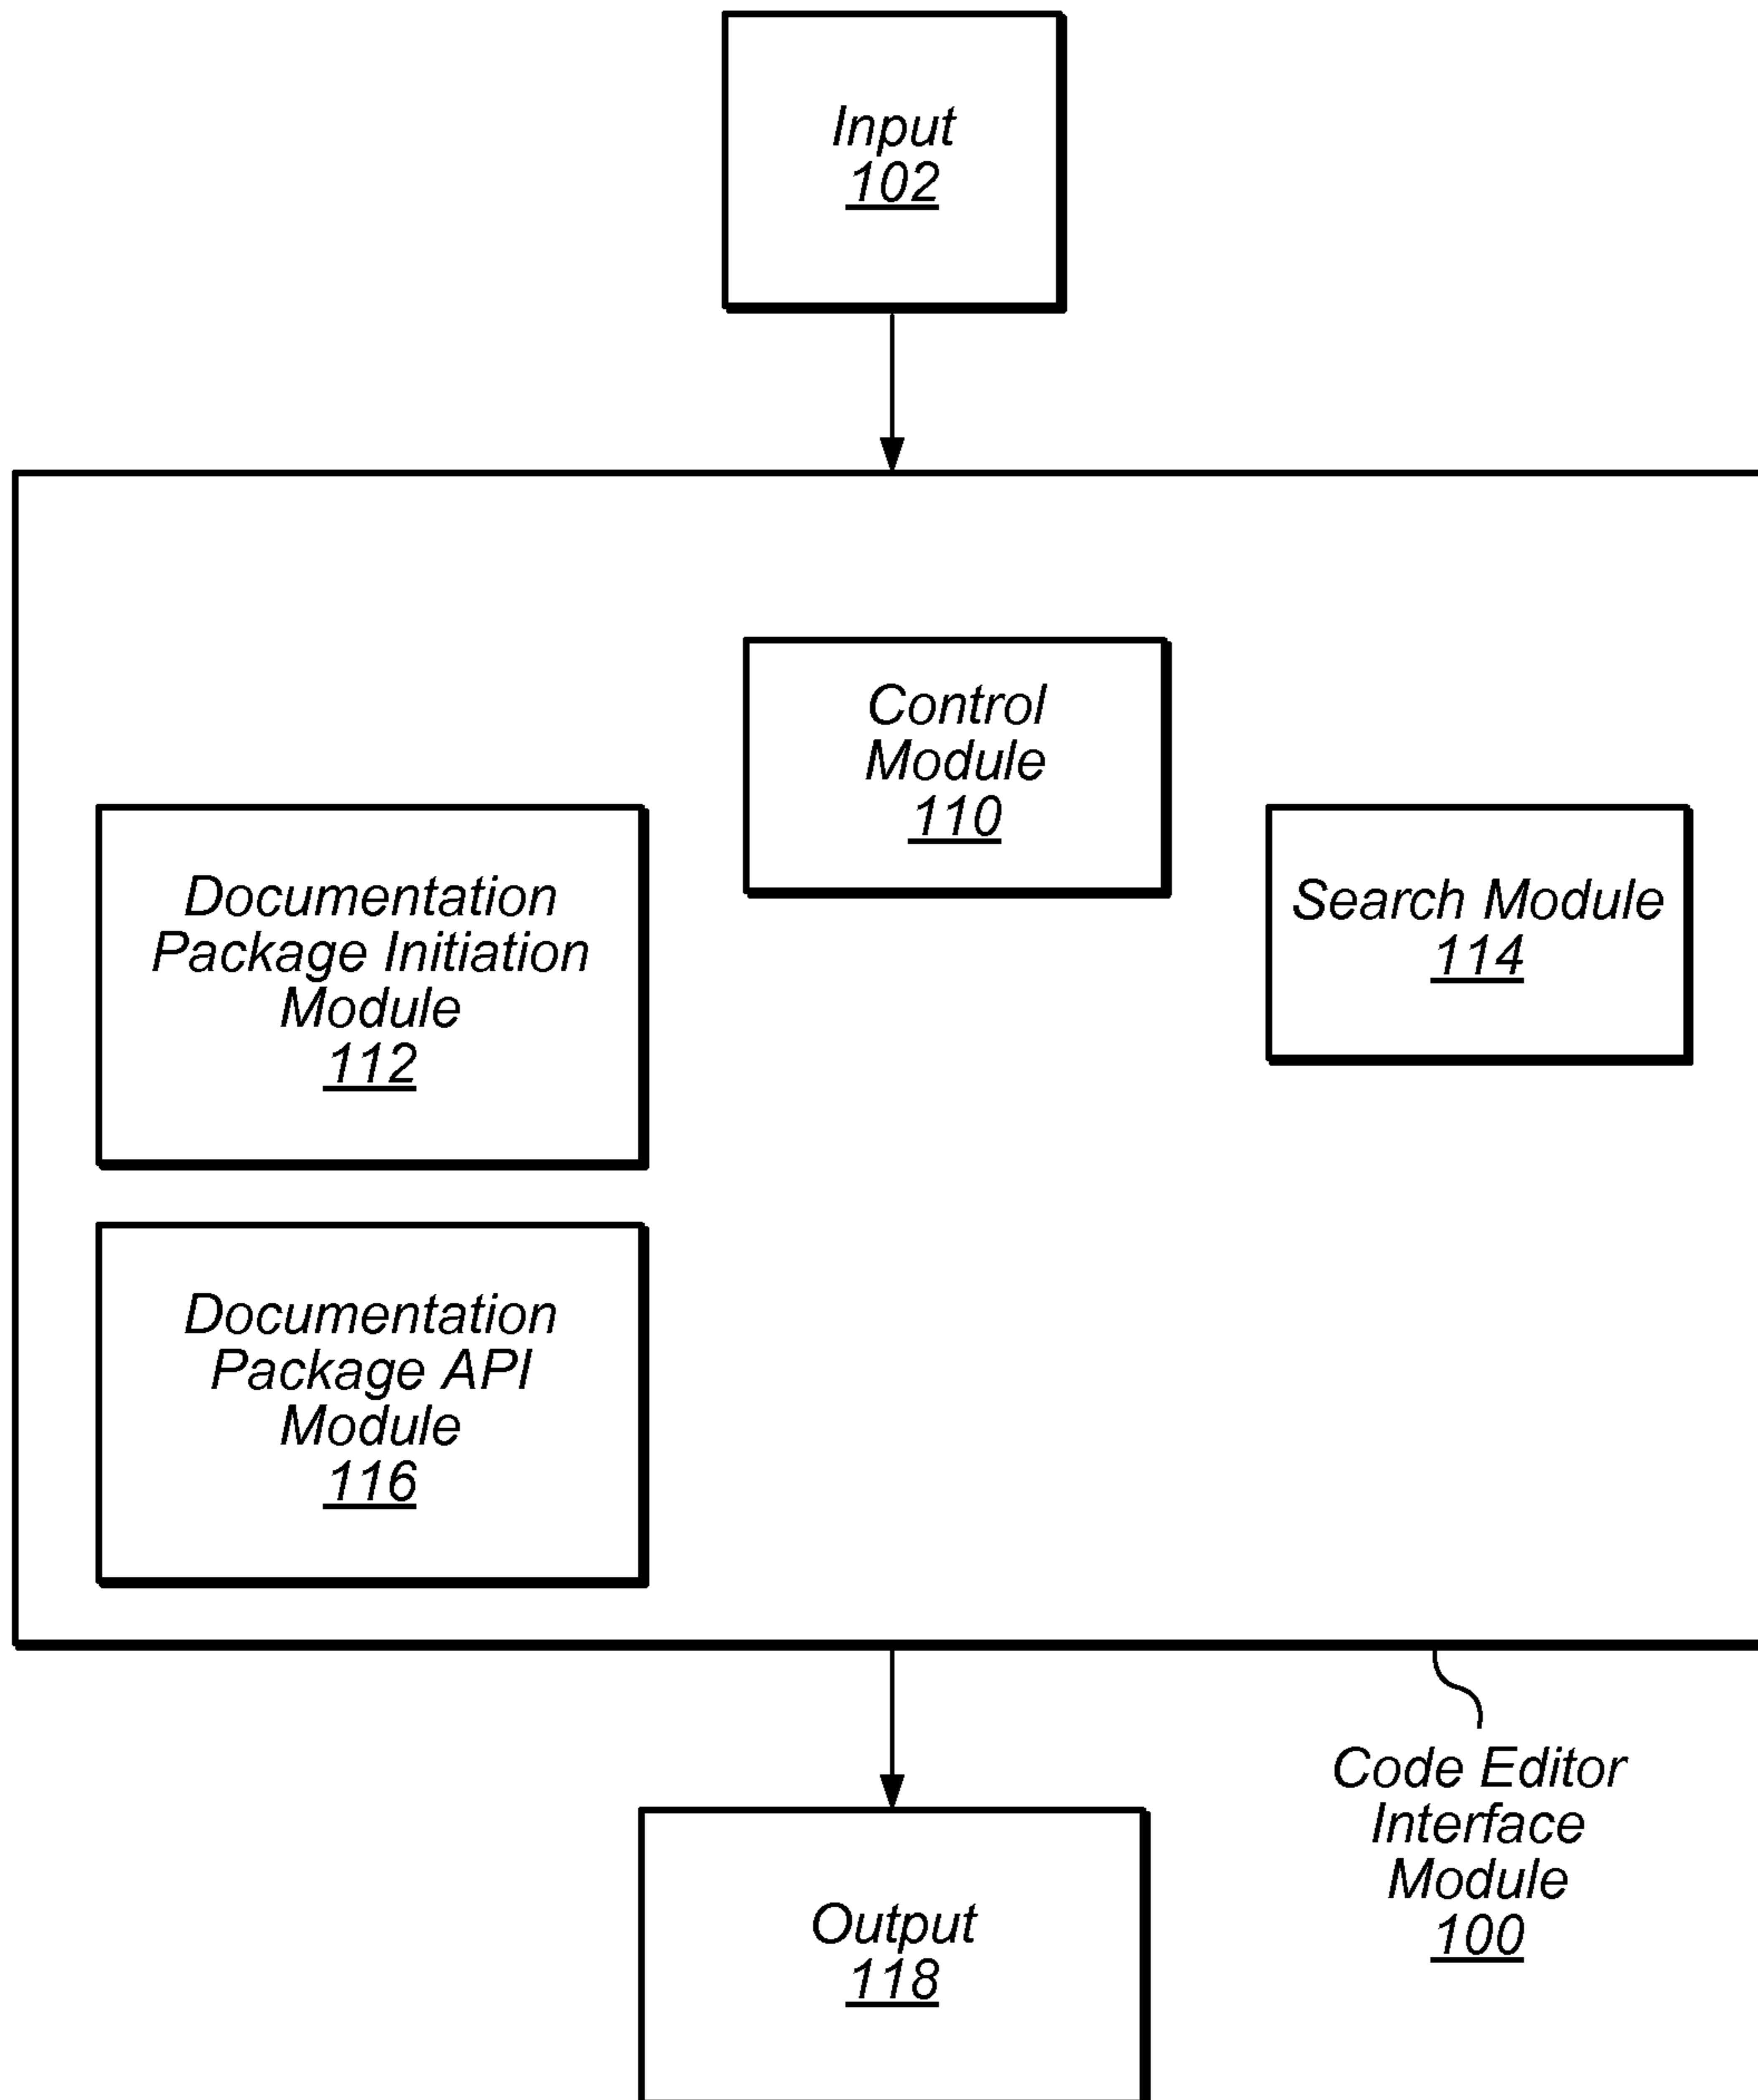 Input
102
Control
Module
110
Documentation
Package Initiation
Module
112
Search Module
114
Documentation
Package API
Module
116
Code Editor
Interface
Module
100
Output
118